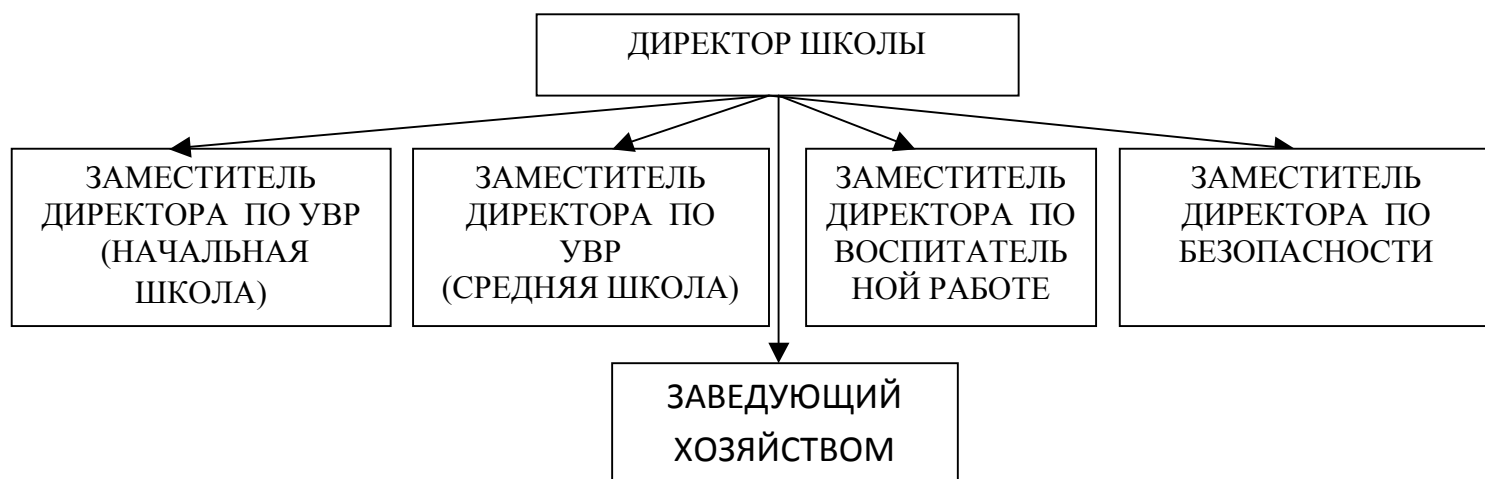 ДИРЕКТОР ШКОЛЫ
ЗАМЕСТИТЕЛЬ
ДИРЕКТОРА ПО УВР
(НАЧАЛЬНАЯ
ШКОЛА)
ЗАМЕСТИТЕЛЬ
ДИРЕКТОРА ПО
УВР
(СРЕДНЯЯ ШКОЛА)
ЗАМЕСТИТЕЛЬ
ДИРЕКТОРА ПО
ВОСПИТАТЕЛЬ
НОЙ РАБОТЕ
ЗАМЕСТИТЕЛЬ
ДИРЕКТОРА ПО
БЕЗОПАСНОСТИ
ЗАВЕДУЮЩИЙ
ХОЗЯЙСТВОМ